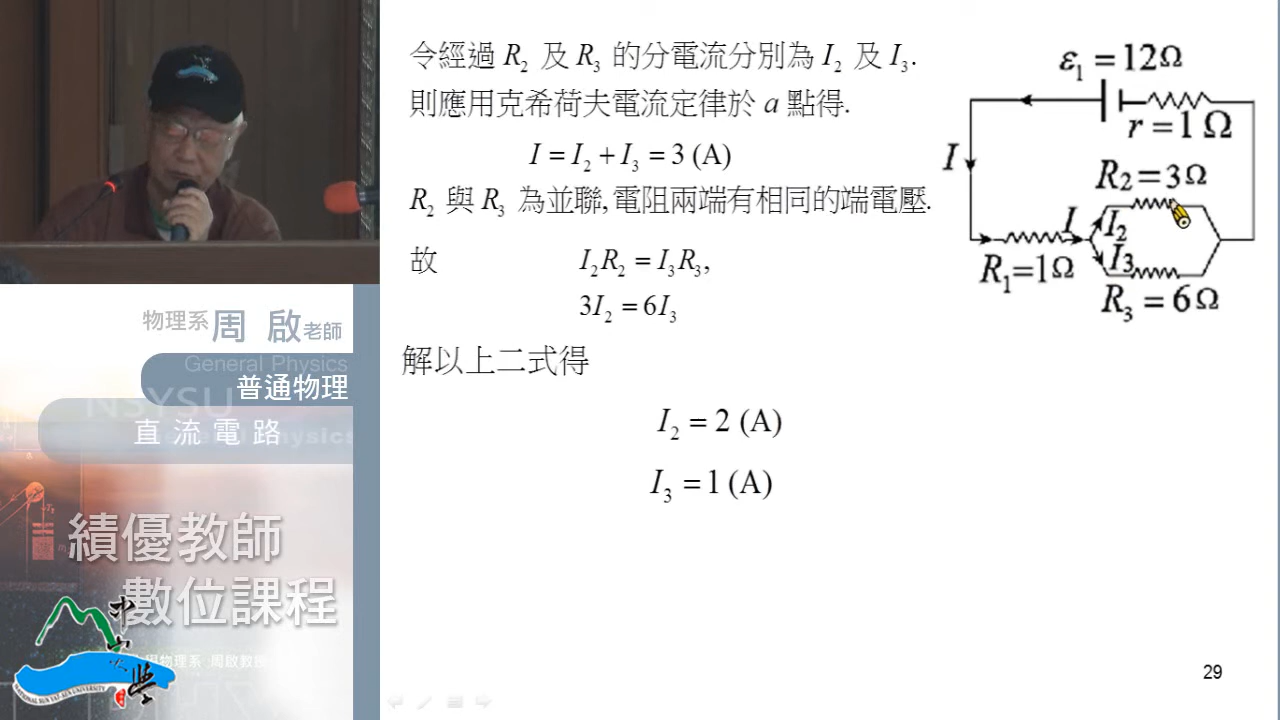 令經過 R₂ 及 R₃ 的分電流分別為 I₂ 及 I₃.
則應用克希荷夫電流定律於 a 點得.
I = I₂ + I₃ = 3 (A)
R₂ 與 R₃ 為並聯,電阻兩端有相同的端電壓.
故 I₂R₂ = I₃R₃,
3I₂ = 6I₃
解以上二式得
I₂ = 2 (A)
I₃ = 1 (A)
ε₁ = 12Ω
r = 1 Ω
I
R₂=3Ω
I
I₂
I₃
R₁=1Ω
R₃ = 6Ω
29
物理系 周 啟 老師
General Physics
普通物理
NSYSU
直流電路
績優教師
數位課程